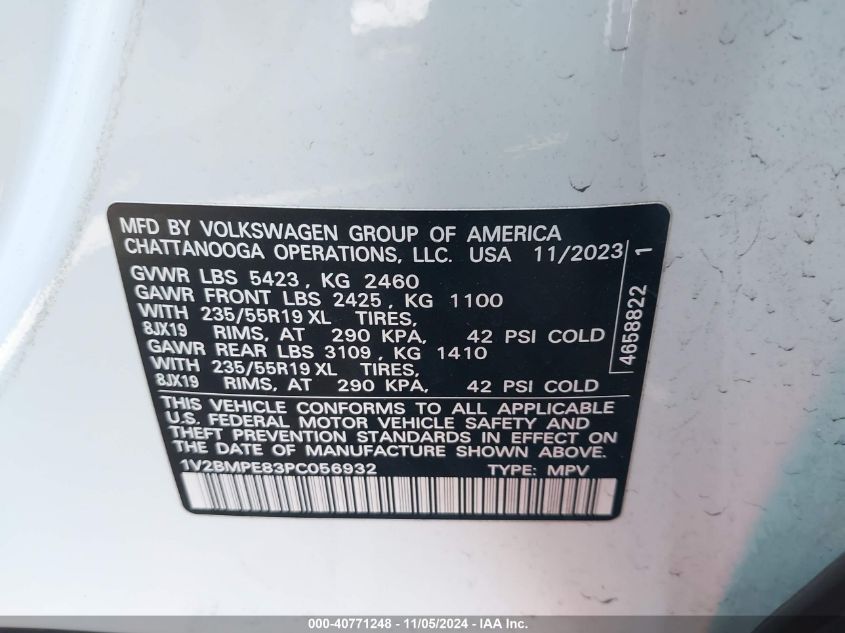 MFD BY VOLKSWAGEN GROUP OF AMERICA
CHATTANOOGA OPERATIONS, LLC. USA 11/2023
GVWR LBS 5423, KG 2460
GAWR FRONT LBS 2425, KG 1100
WITH 235/55R19 XL TIRES,
8JX19 RIMS, AT 290 KPA, 42 PSI COLD
GAWR REAR LBS 3109, KG 1410
WITH 235/55R19 XL TIRES,
8JX19 RIMS, AT 290 KPA, 42 PSI COLD
4658822 1
THIS VEHICLE CONFORMS TO ALL APPLICABLE
U.S. FEDERAL MOTOR VEHICLE SAFETY AND
THEFT PREVENTION STANDARDS IN EFFECT ON
THE DATE OF MANUFACTURE SHOWN ABOVE.
1V2BMPE83PC056932 TYPE: MPV
000-40771248 - 11/05/2024 - IAA Inc.